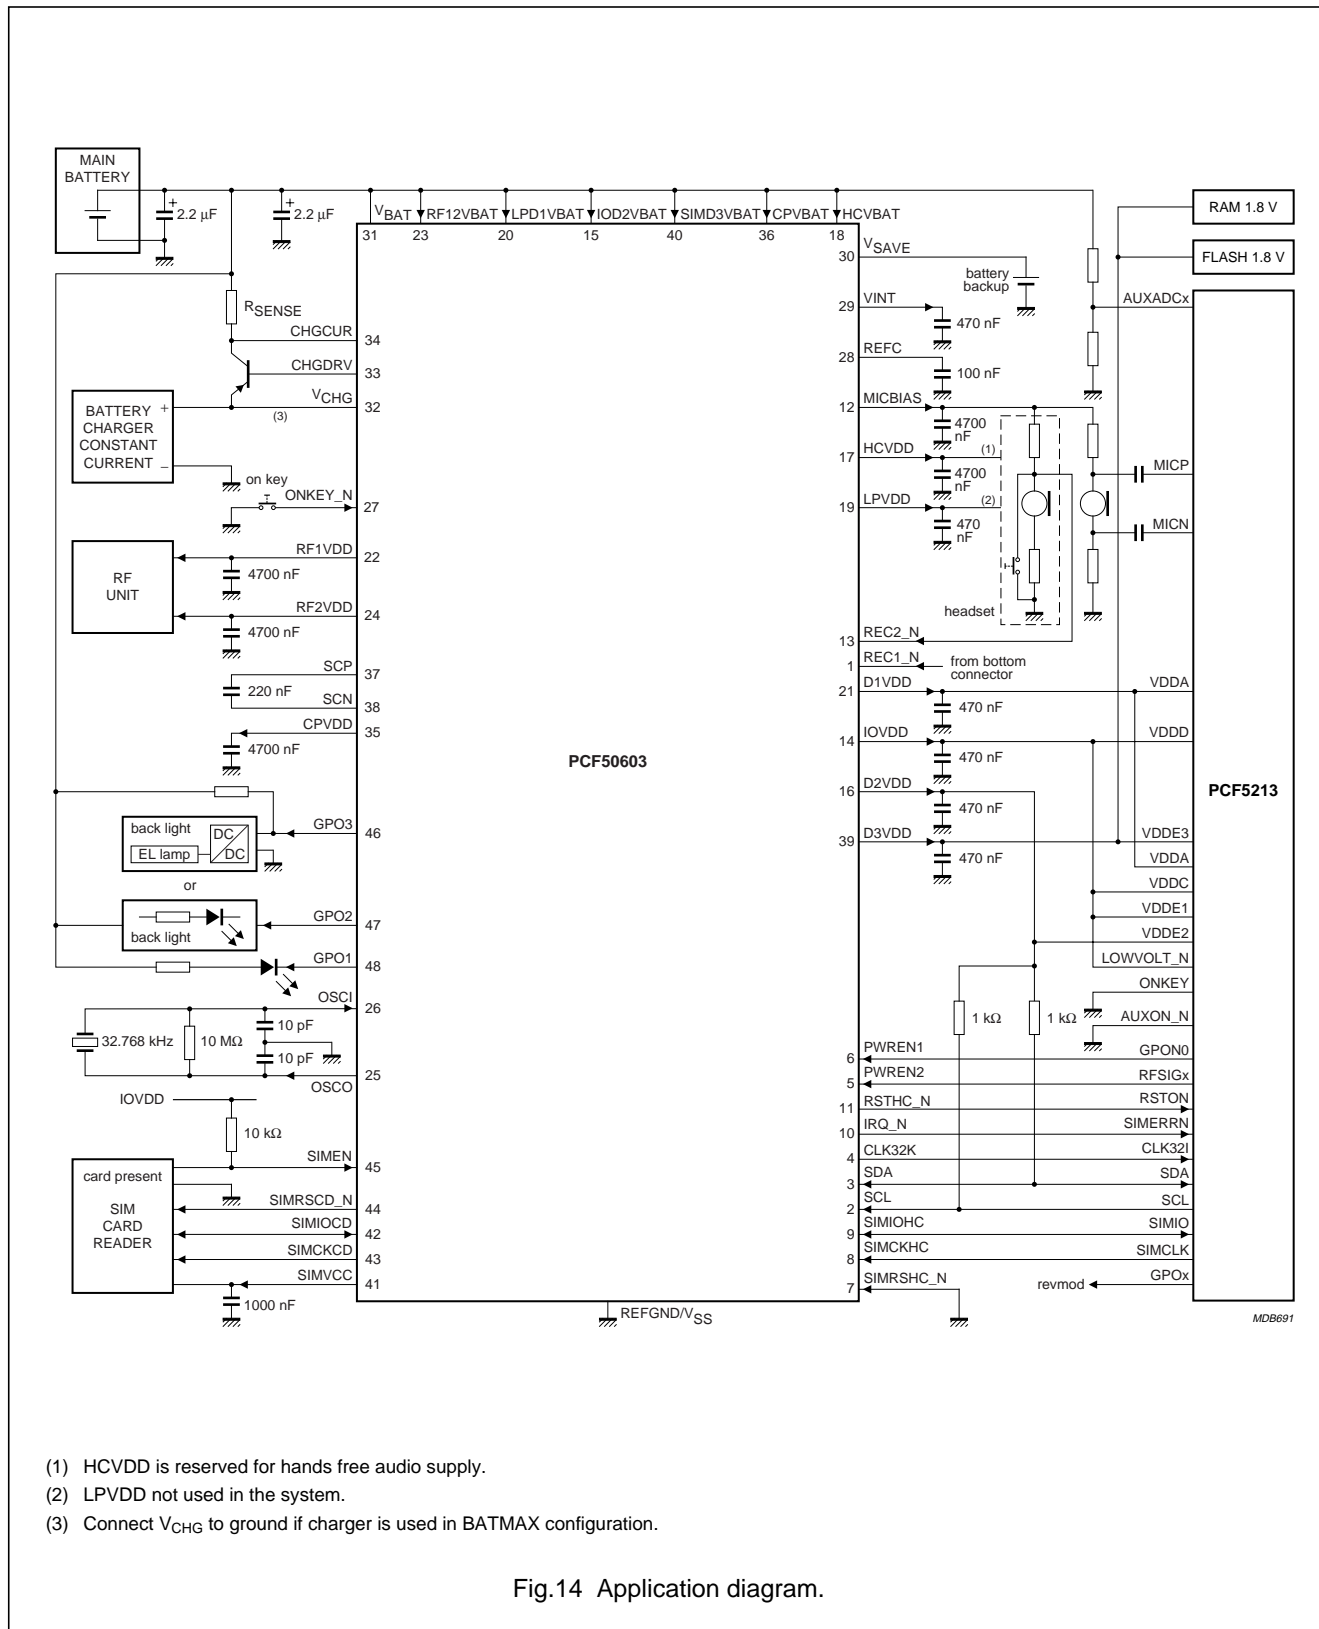 MAIN
BATTERY
+
2.2 µF
+
2.2 µF
VBAT RF12VBAT LPD1VBAT IOD2VBAT SIMD3VBAT CPVBAT HCVBAT
31 23 20 15 40 36 18
RAM 1.8 V
FLASH 1.8 V
RSENSE
CHGCUR 34
CHGDRV 33
VCHG 32
(3)
BATTERY +
CHARGER
CONSTANT
CURRENT –
on key
ONKEY_N 27
RF
UNIT
RF1VDD 22
4700 nF
RF2VDD 24
4700 nF
SCP 37
220 nF
SCN 38
CPVDD 35
4700 nF
back light
EL lamp
DC
DC
GPO3 46
or
back light
GPO2 47
GPO1 48
OSCI 26
32.768 kHz
10 MΩ
10 pF
10 pF
25
OSCO
IOVDD
10 kΩ
card present
SIM
CARD
READER
SIMEN 45
SIMRSCD_N 44
SIMIOCD 42
SIMCKCD 43
SIMVCC 41
1000 nF
PCF50603
REFGND/VSS
30 VSAVE
battery
backup
29 VINT
470 nF
28 REFC
100 nF
12 MICBIAS
4700
nF
17 HCVDD (1)
4700
nF
19 LPVDD (2)
470
nF
headset
13 REC2_N
1 REC1_N
from bottom
connector
21 D1VDD
470 nF
14 IOVDD
470 nF
16 D2VDD
470 nF
39 D3VDD
470 nF
1 kΩ
1 kΩ
6 PWREN1
5 PWREN2
11 RSTHC_N
10 IRQ_N
4 CLK32K
3 SDA
2 SCL
9 SIMIOHC
8 SIMCKHC
7 SIMRSHC_N
revmod
AUXADCx
MICP
MICN
VDDA
VDDD
PCF5213
VDDE3
VDDA
VDDC
VDDE1
VDDE2
LOWVOLT_N
ONKEY
AUXON_N
GPON0
RFSIGx
RSTON
SIMERRN
CLK32I
SDA
SCL
SIMIO
SIMCLK
GPOx
MDB691
(1) HCVDD is reserved for hands free audio supply.
(2) LPVDD not used in the system.
(3) Connect VCHG to ground if charger is used in BATMAX configuration.
Fig.14 Application diagram.